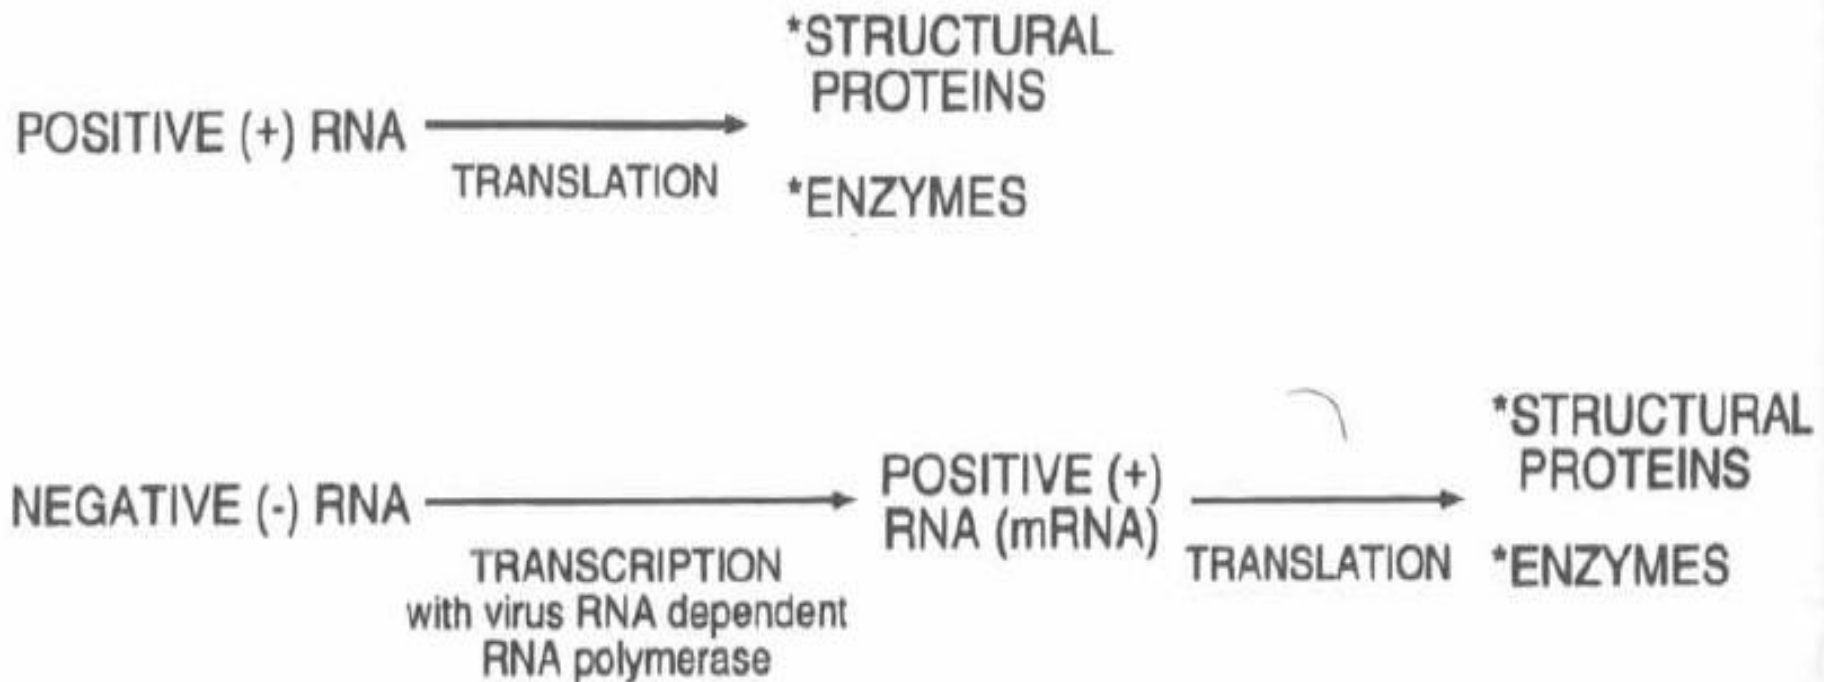 POSITIVE (+) RNA
TRANSLATION
*STRUCTURAL
PROTEINS
*ENZYMES
NEGATIVE (-) RNA
TRANSCRIPTION
with virus RNA dependent
RNA polymerase
POSITIVE (+)
RNA (mRNA)
TRANSLATION
*STRUCTURAL
PROTEINS
*ENZYMES